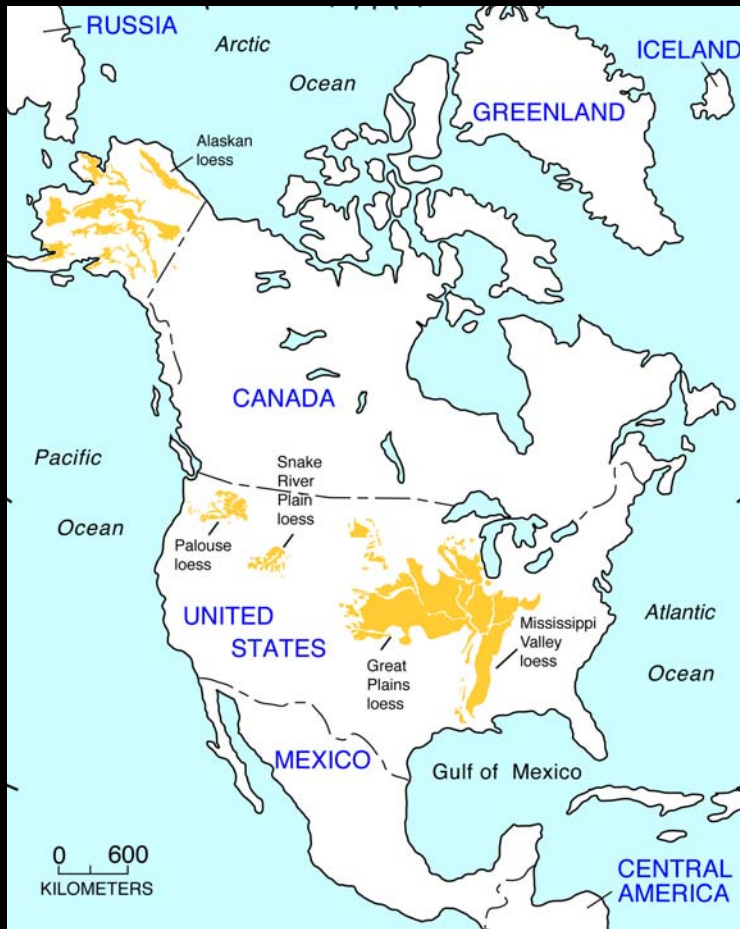 RUSSIA
Arctic
Ocean
ICELAND
GREENLAND
Alaskan
loess
CANADA
Pacific
Ocean
Snake
River
Plain
loess
Palouse
loess
UNITED
STATES
Great
Plains
loess
Mississippi
Valley
loess
Atlantic
Ocean
MEXICO
Gulf of Mexico
0 600
KILOMETERS
CENTRAL
AMERICA